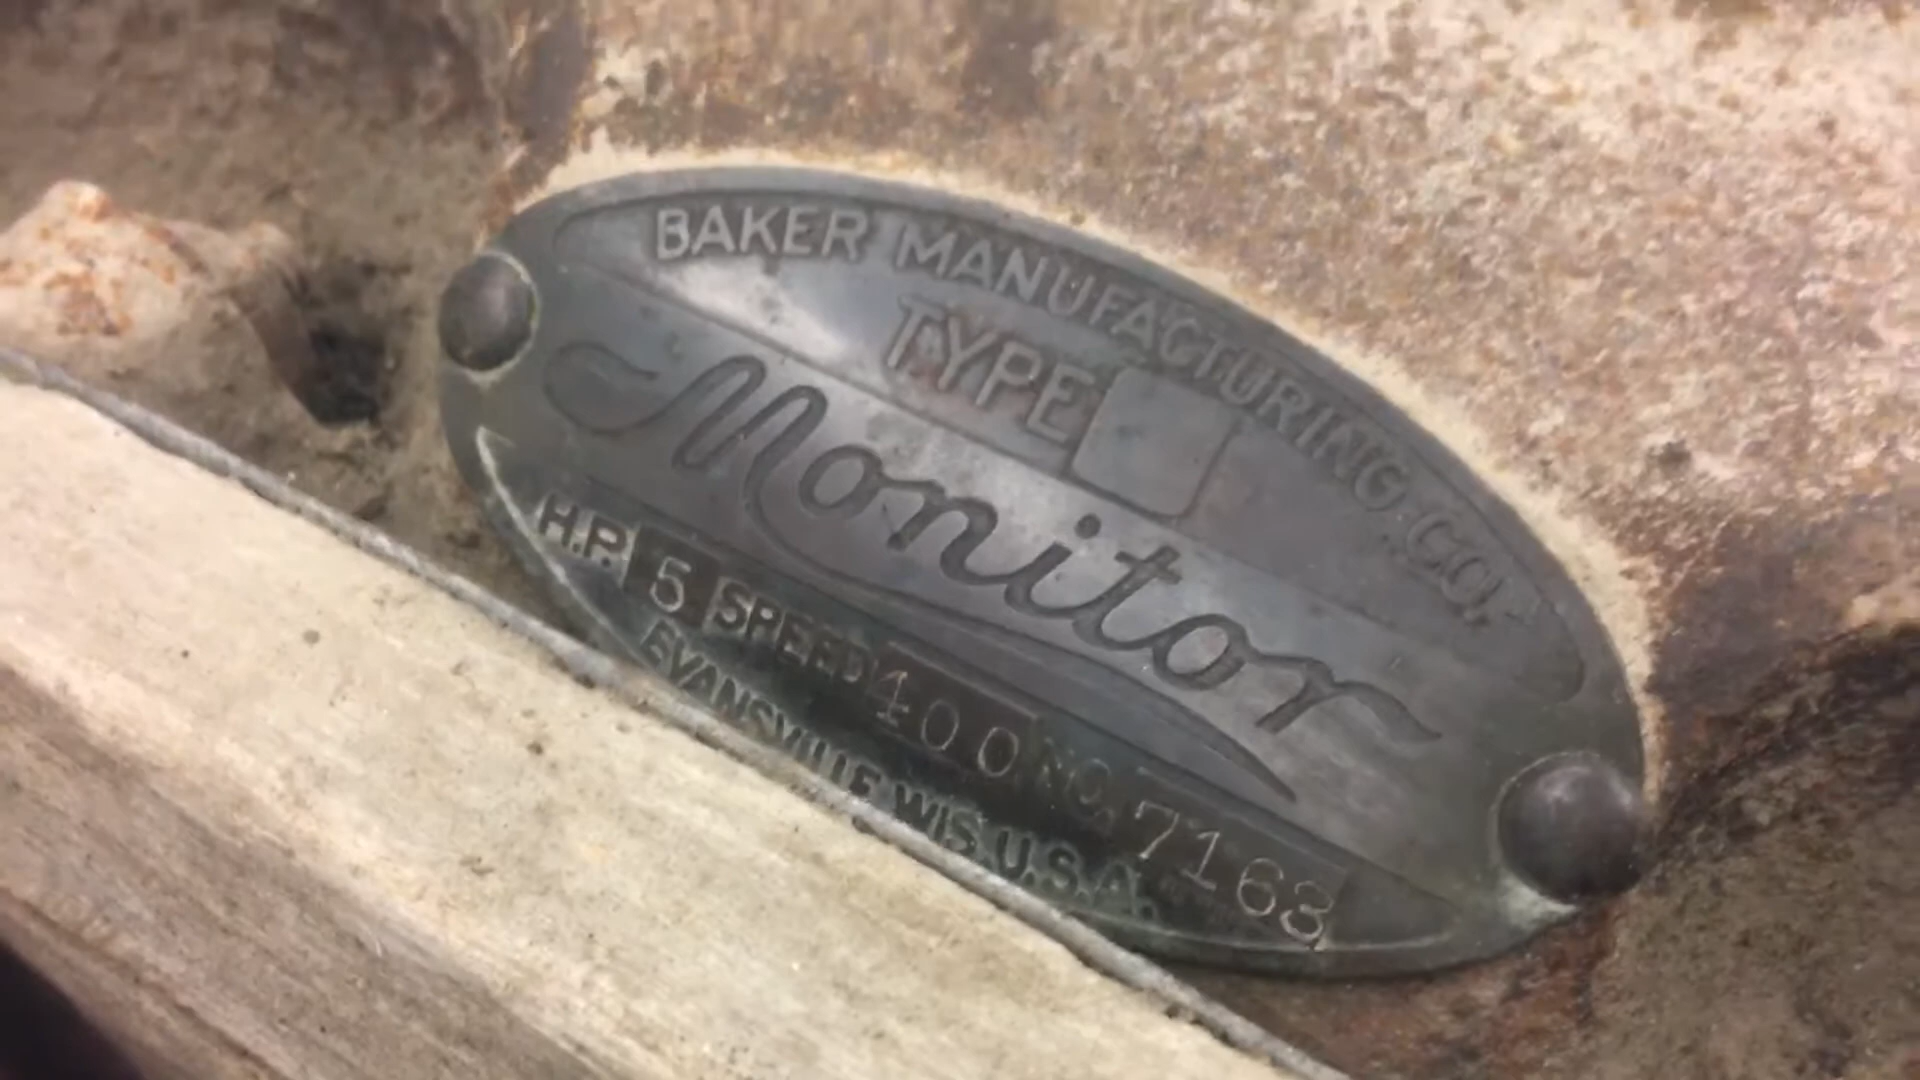 BAKER MANUFACTURING CO.
TYPE
Monitor
H.P. 5 SPEED 400 NO. 7163
EVANSVILLE WIS. U.S.A.